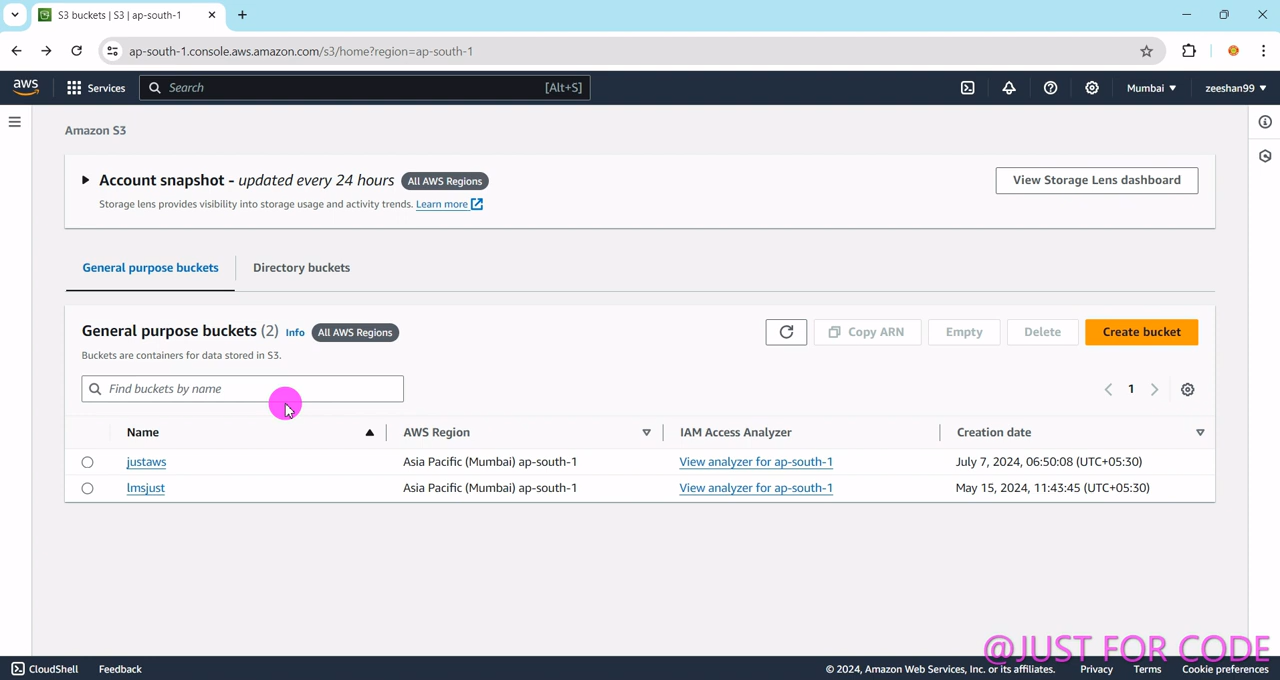 S3 buckets | S3 | ap-south-1
ap-south-1.console.aws.amazon.com/s3/home?region=ap-south-1
aws Services Search [Alt+S] Mumbai zeeshan99
Amazon S3
Account snapshot - updated every 24 hours All AWS Regions View Storage Lens dashboard
Storage lens provides visibility into storage usage and activity trends. Learn more
General purpose buckets Directory buckets
General purpose buckets (2) Info All AWS Regions Copy ARN Empty Delete Create bucket
Buckets are containers for data stored in S3.
Find buckets by name 1
Name AWS Region IAM Access Analyzer Creation date
justaws Asia Pacific (Mumbai) ap-south-1 View analyzer for ap-south-1 July 7, 2024, 06:50:08 (UTC+05:30)
lmsjust Asia Pacific (Mumbai) ap-south-1 View analyzer for ap-south-1 May 15, 2024, 11:43:45 (UTC+05:30)
@JUST FOR CODE
CloudShell Feedback © 2024, Amazon Web Services, Inc. or its affiliates. Privacy Terms Cookie preferences